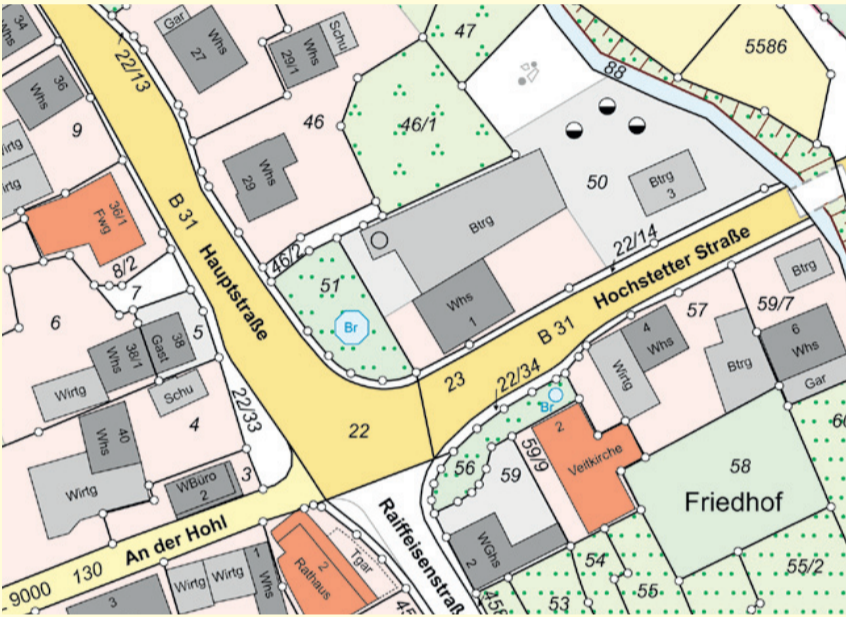 34
Whs
Gar
27
Whs
29/1
Whs
Schu
47
5586
22/13
36
Whs
88
9
46
46/1
irtg
irtg
29
Whs
50
Btrg
3
36/1
Fwg
B 31
Hauptstraße
Btrg
22/14
Hochstetter Straße
8/2
46/2
7
51
Btrg
6
5
Whs
1
B 31
57
59/7
38
Gast
38/1
Whs
Br
4
Whs
6
Whs
Wirtg
Schu
22/33
23
22/34
Wirtg
Btrg
Gar
4
Br
40
Whs
22
2
59/9
Veitkirche
60
56
59
58
Friedhof
Wirtg
WBüro
2
3
An der Hohl
Raiffeisenstraß
WGhs
2
9000
130
2
Rathaus
Tgar
54
55
55/2
Wirtg
Wirtg
1
Whs
3
45
458
53